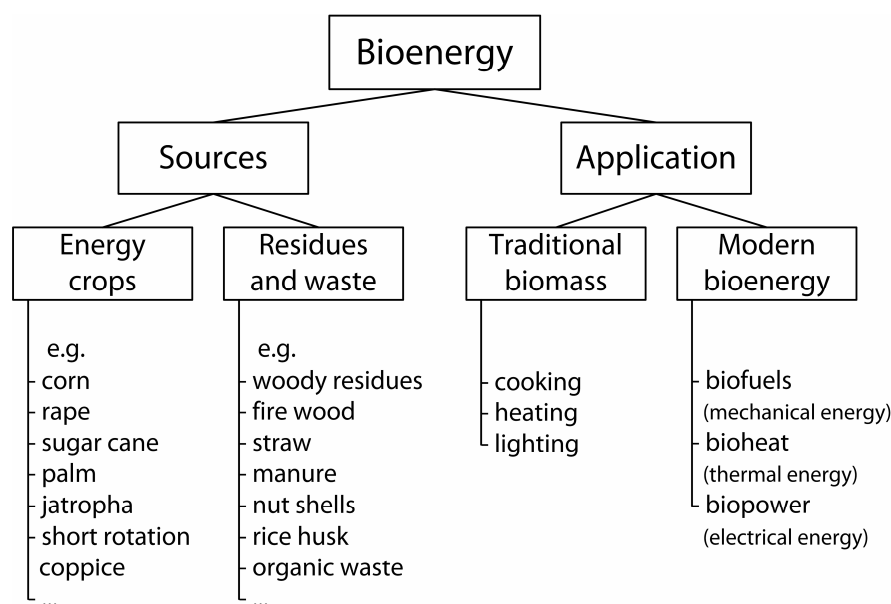 Bioenergy
Sources
Application
Energy
crops
Residues
and waste
Traditional
biomass
Modern
bioenergy
e.g.
corn
rape
sugar cane
palm
jatropha
short rotation
coppice
...
e.g.
woody residues
fire wood
straw
manure
nut shells
rice husk
organic waste
...
cooking
heating
lighting
biofuels
(mechanical energy)
bioheat
(thermal energy)
biopower
(electrical energy)